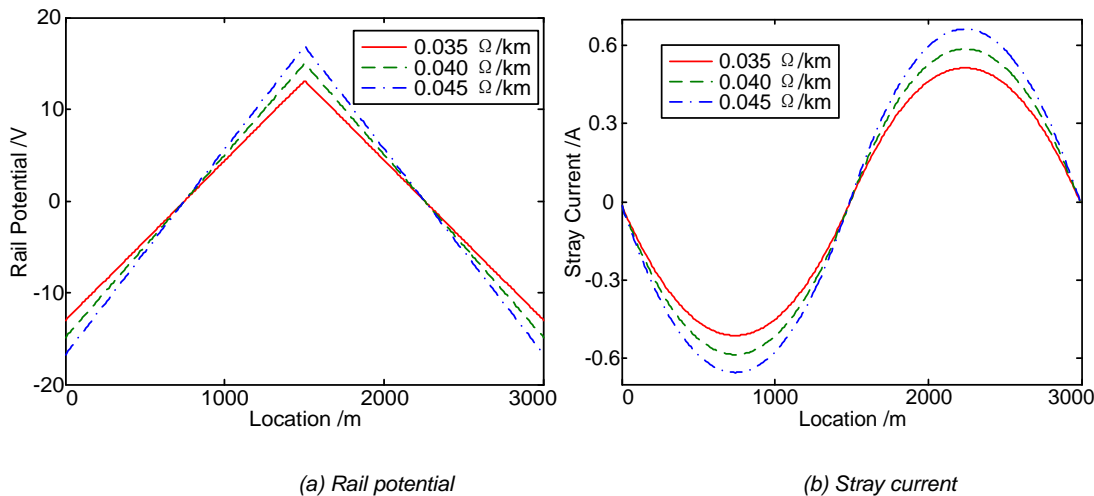 20
10
0
-10
-20
Rail Potential /V
0.035 Ω/km
0.040 Ω/km
0.045 Ω/km
0
1000
2000
3000
Location /m
(a) Rail potential
0.6
0.3
0
-0.3
-0.6
Stray Current /A
0.035 Ω/km
0.040 Ω/km
0.045 Ω/km
0
1000
2000
3000
Location /m
(b) Stray current